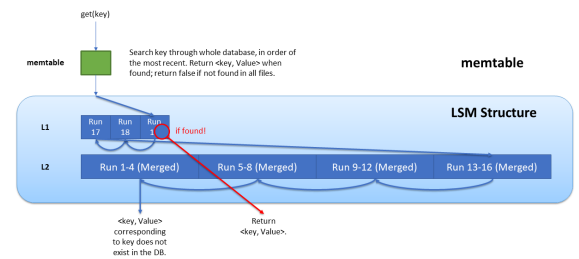 get(key)
Search key through whole database, in order of
the most recent. Return <key, Value> when
found; return false if not found in all files.
memtable
memtable
LSM Structure
L1
Run
17
Run
18
Run
if found!
L2
Run 1-4 (Merged)
Run 5-8 (Merged)
Run 9-12 (Merged)
Run 13-16 (Merged)
<key, Value>
corresponding
to key does not
exist in the DB.
Return
<key, Value>.